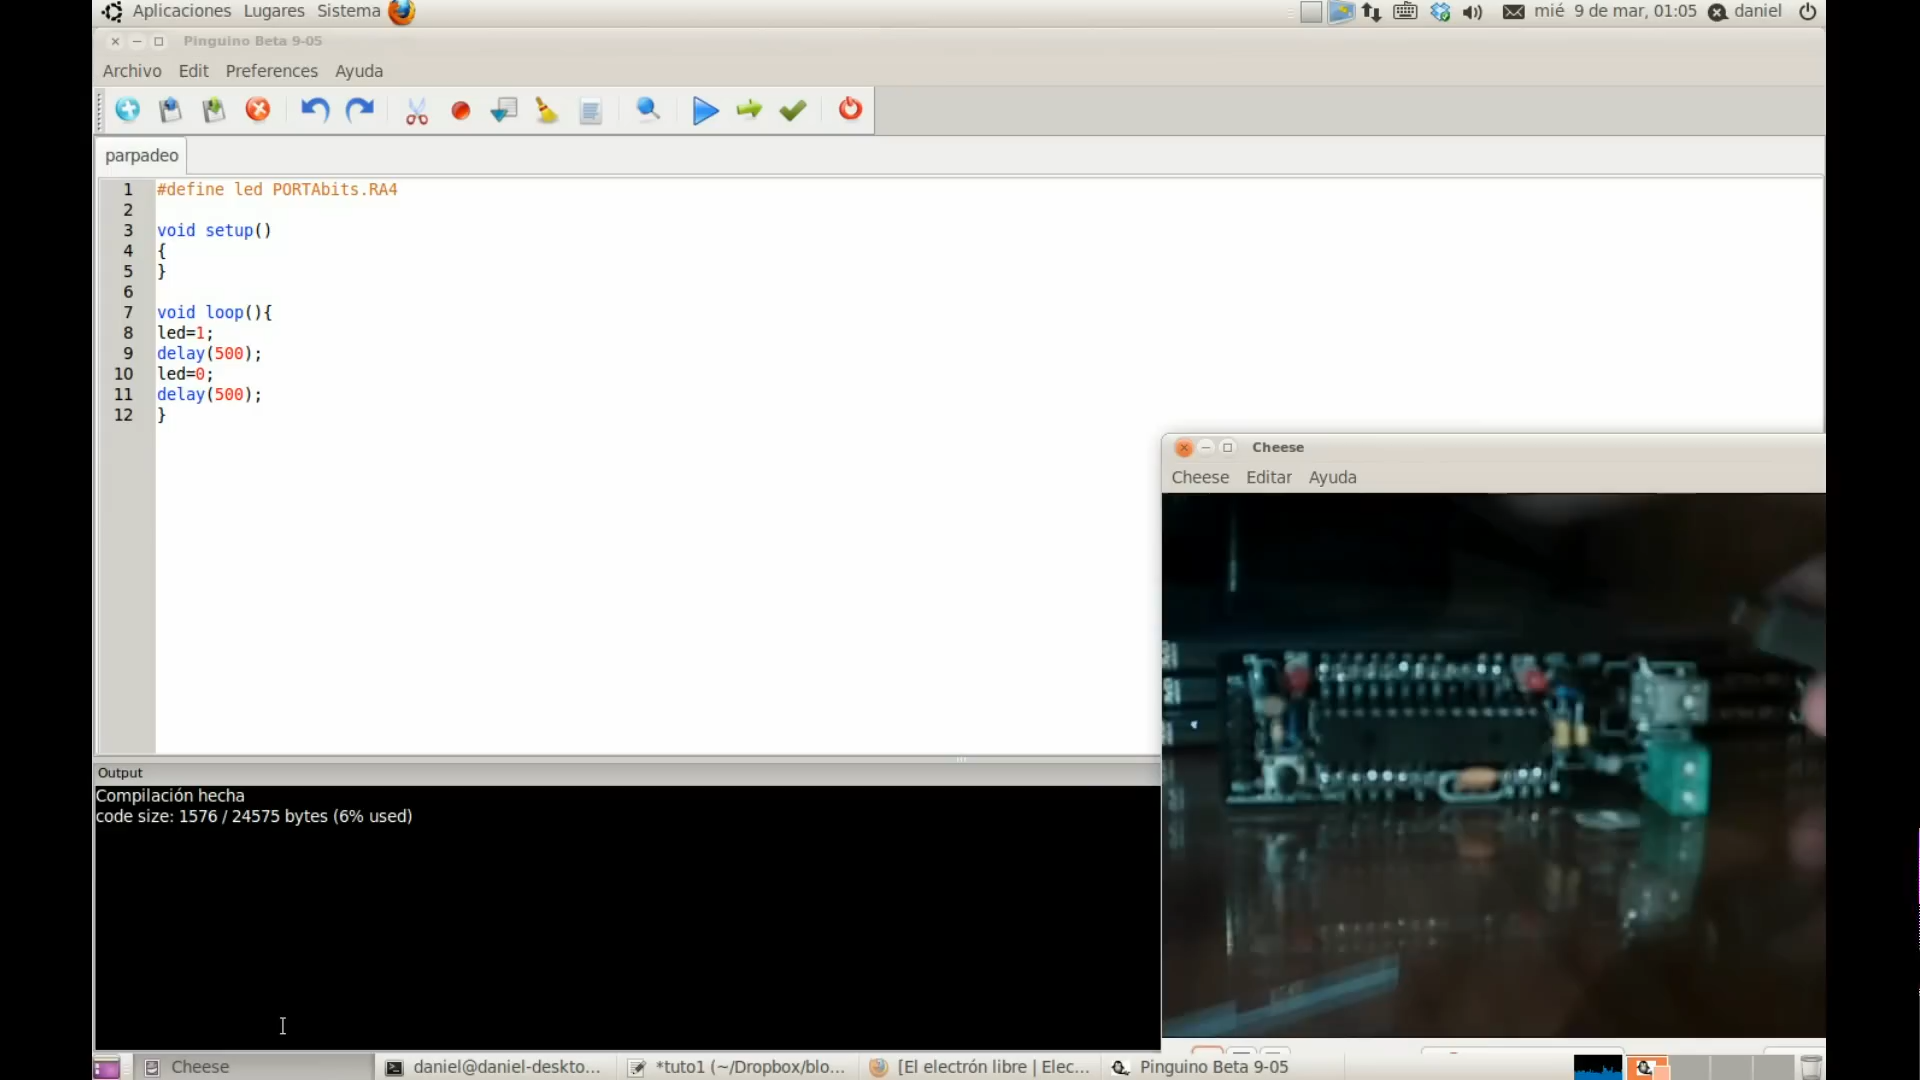 Aplicaciones Lugares Sistema mié 9 de mar, 01:05 daniel
Pinguino Beta 9-05
Archivo Edit Preferences Ayuda
parpadeo
1 #define led PORTAbits.RA4
2
3 void setup()
4 {
5 }
6
7 void loop(){
8 led=1;
9 delay(500);
10 led=0;
11 delay(500);
12 }
Cheese
Cheese Editar Ayuda
Output
Compilación hecha
code size: 1576 / 24575 bytes (6% used)
Cheese daniel@daniel-deskto... *tuto1 (~/Dropbox/blo... [El electrón libre | Elec... Pinguino Beta 9-05